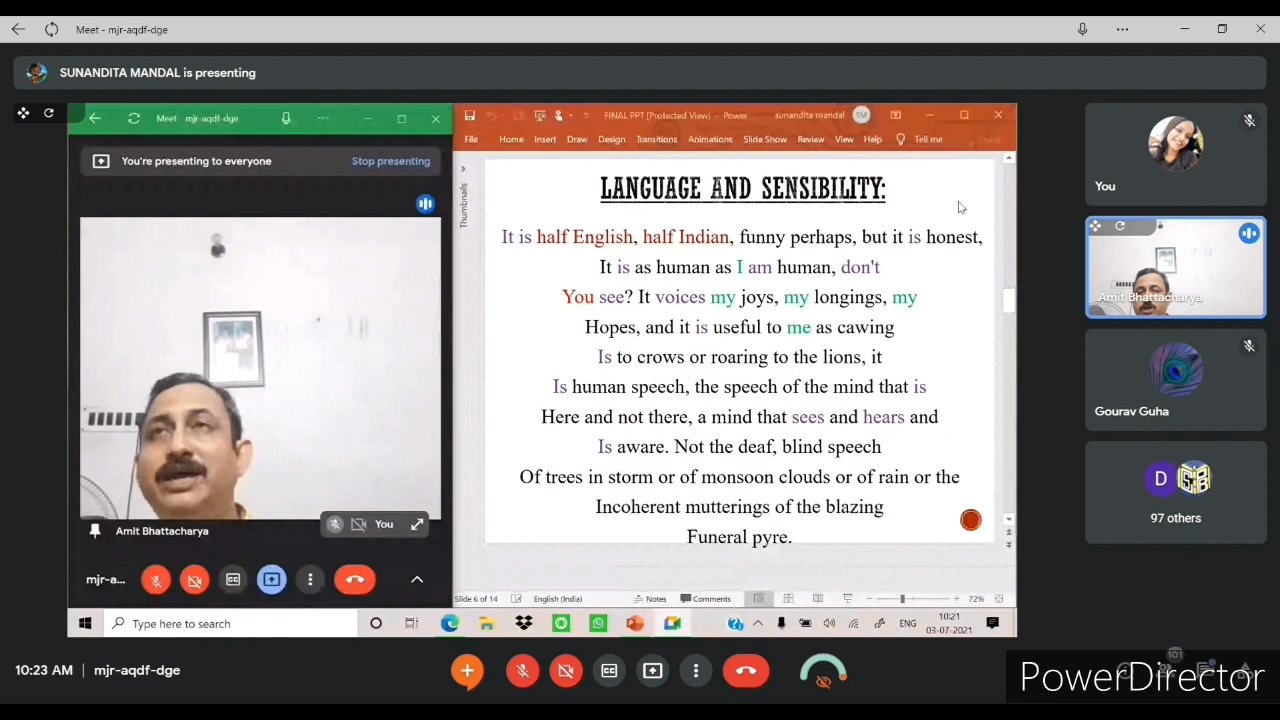 Meet - mjr-aqdf-dge
SUNANDITA MANDAL is presenting
Meet - mjr-aqdf-dge
You're presenting to everyone
Stop presenting
Amit Bhattacharya
You
mjr-a...
FINAL PPT [Protected View] - Power
sunandita mandal
SM
File Home Insert Draw Design Transitions Animations Slide Show Review View Help Tell me Share
Thumbnails
LANGUAGE AND SENSIBILITY:
It is half English, half Indian, funny perhaps, but it is honest,
It is as human as I am human, don't
You see? It voices my joys, my longings, my
Hopes, and it is useful to me as cawing
Is to crows or roaring to the lions, it
Is human speech, the speech of the mind that is
Here and not there, a mind that sees and hears and
Is aware. Not the deaf, blind speech
Of trees in storm or of monsoon clouds or of rain or the
Incoherent mutterings of the blazing
Funeral pyre.
Slide 6 of 14 English (India) Notes Comments 72%
Type here to search
ENG
10:21
03-07-2021
You
Amit Bhattacharya
Gourav Guha
D
97 others
10:23 AM | mjr-aqdf-dge
101
PowerDirector